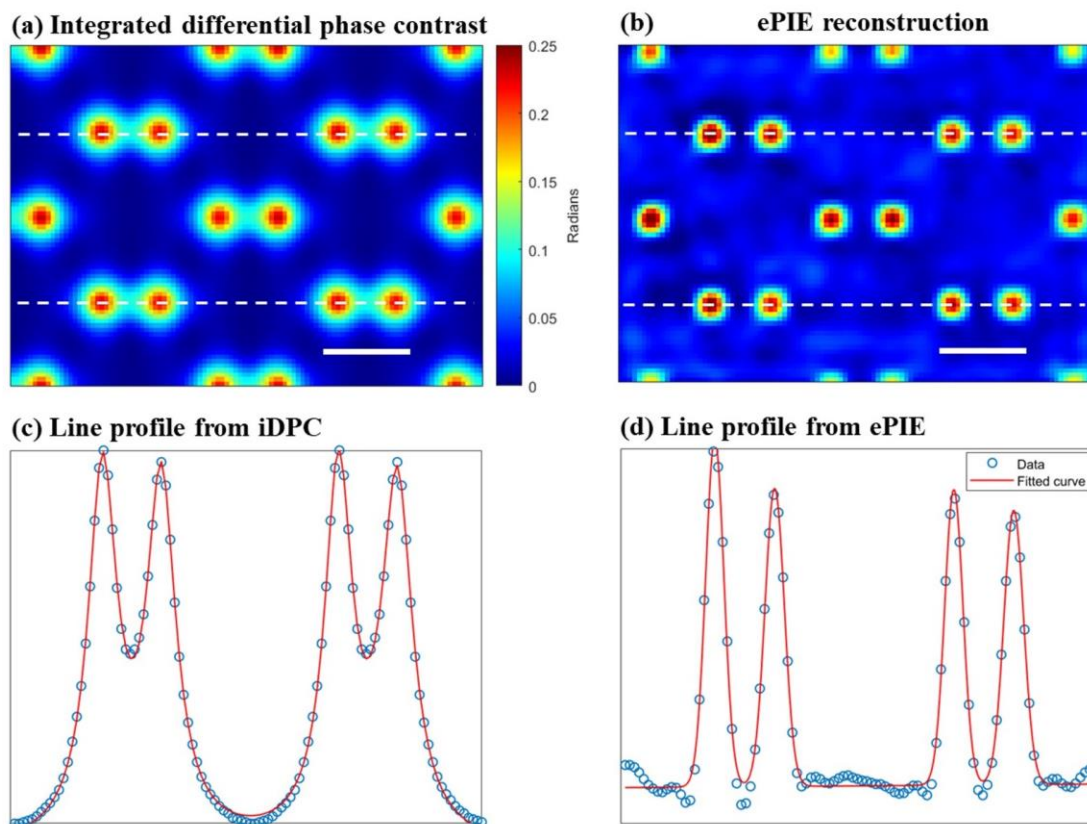 (a) Integrated differential phase contrast
(b) ePIE reconstruction
0.25
0.2
0.15
0.1
0.05
0
Radians
(c) Line profile from iDPC
(d) Line profile from ePIE
Data
Fitted curve